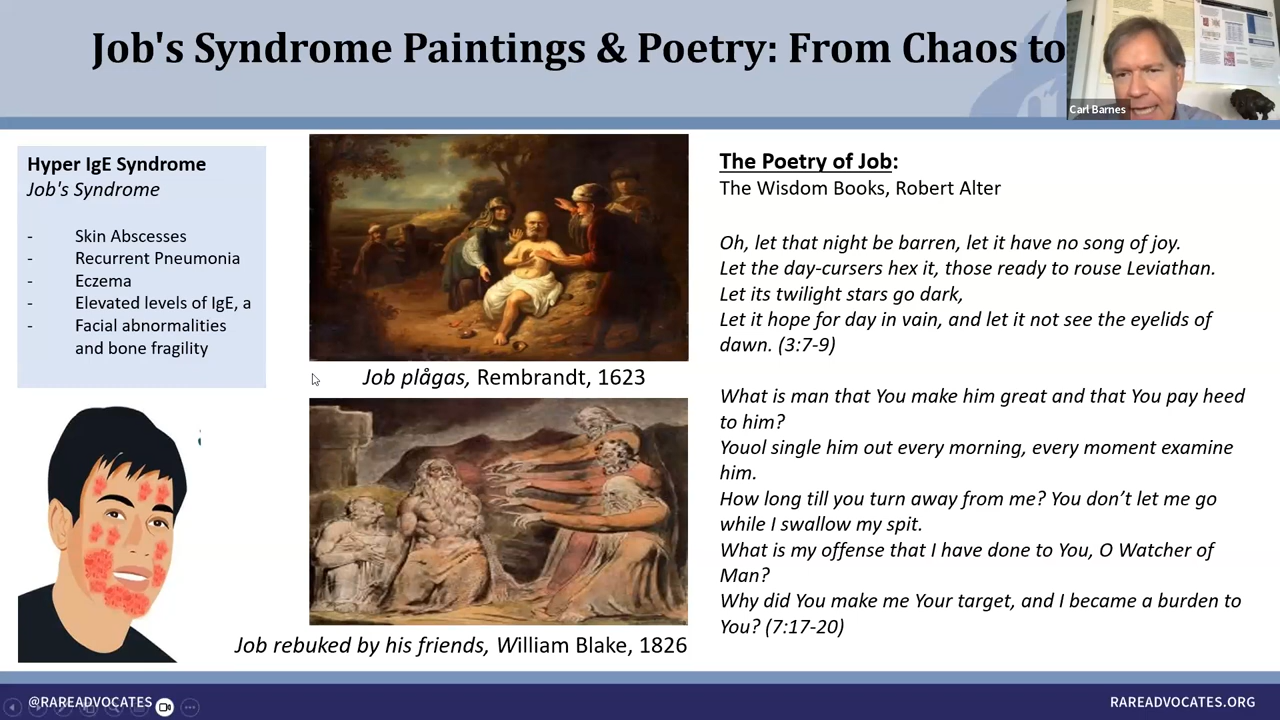 Job's Syndrome Paintings & Poetry: From Chaos to
Carl Barnes
Hyper IgE Syndrome
Job's Syndrome
- Skin Abscesses
- Recurrent Pneumonia
- Eczema
- Elevated levels of IgE, a
- Facial abnormalities
and bone fragility
Job plågas, Rembrandt, 1623
Job rebuked by his friends, William Blake, 1826
The Poetry of Job:
The Wisdom Books, Robert Alter
Oh, let that night be barren, let it have no song of joy.
Let the day-cursers hex it, those ready to rouse Leviathan.
Let its twilight stars go dark,
Let it hope for day in vain, and let it not see the eyelids of
dawn. (3:7-9)
What is man that You make him great and that You pay heed
to him?
Youol single him out every morning, every moment examine
him.
How long till you turn away from me? You don’t let me go
while I swallow my spit.
What is my offense that I have done to You, O Watcher of
Man?
Why did You make me Your target, and I became a burden to
You? (7:17-20)
@RAREADVOCATES
RAREADVOCATES.ORG